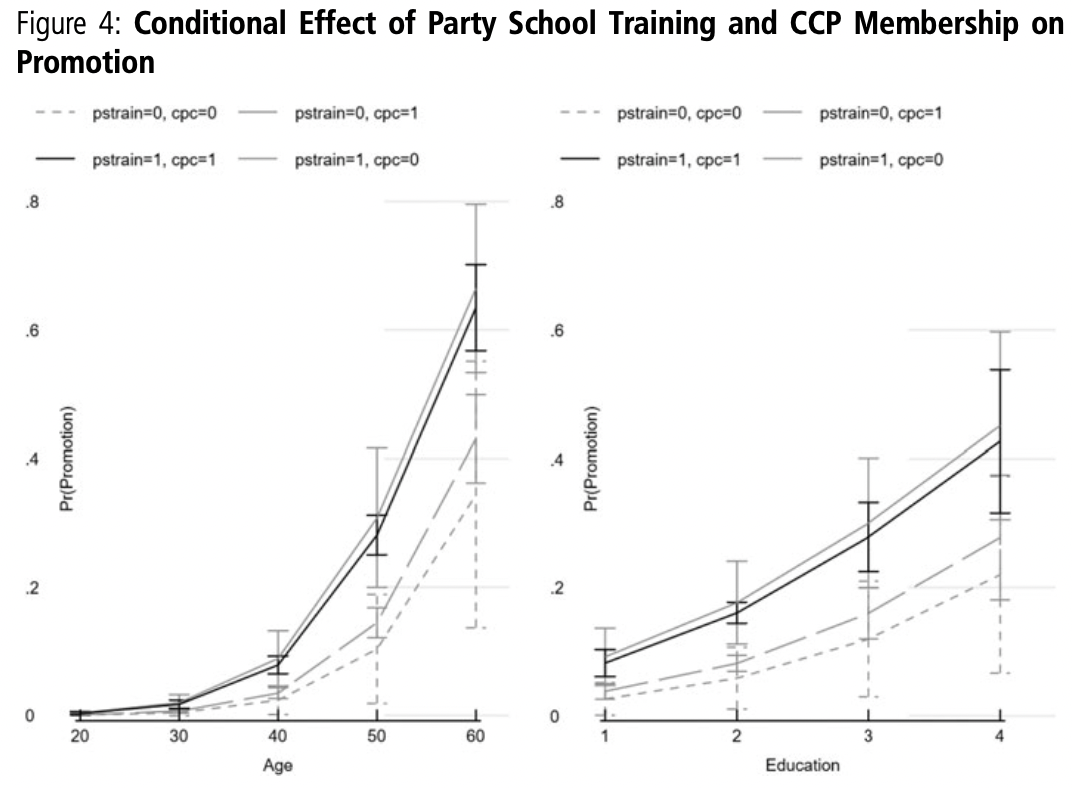 Figure 4: Conditional Effect of Party School Training and CCP Membership on
Promotion
pstrain=0, cpc=0 pstrain=0, cpc=1
pstrain=1, cpc=1 pstrain=1, cpc=0
.8
.6
.4
.2
0
Pr(Promotion)
20 30 40 50 60
Age
pstrain=0, cpc=0 pstrain=0, cpc=1
pstrain=1, cpc=1 pstrain=1, cpc=0
.8
.6
.4
.2
0
Pr(Promotion)
1 2 3 4
Education